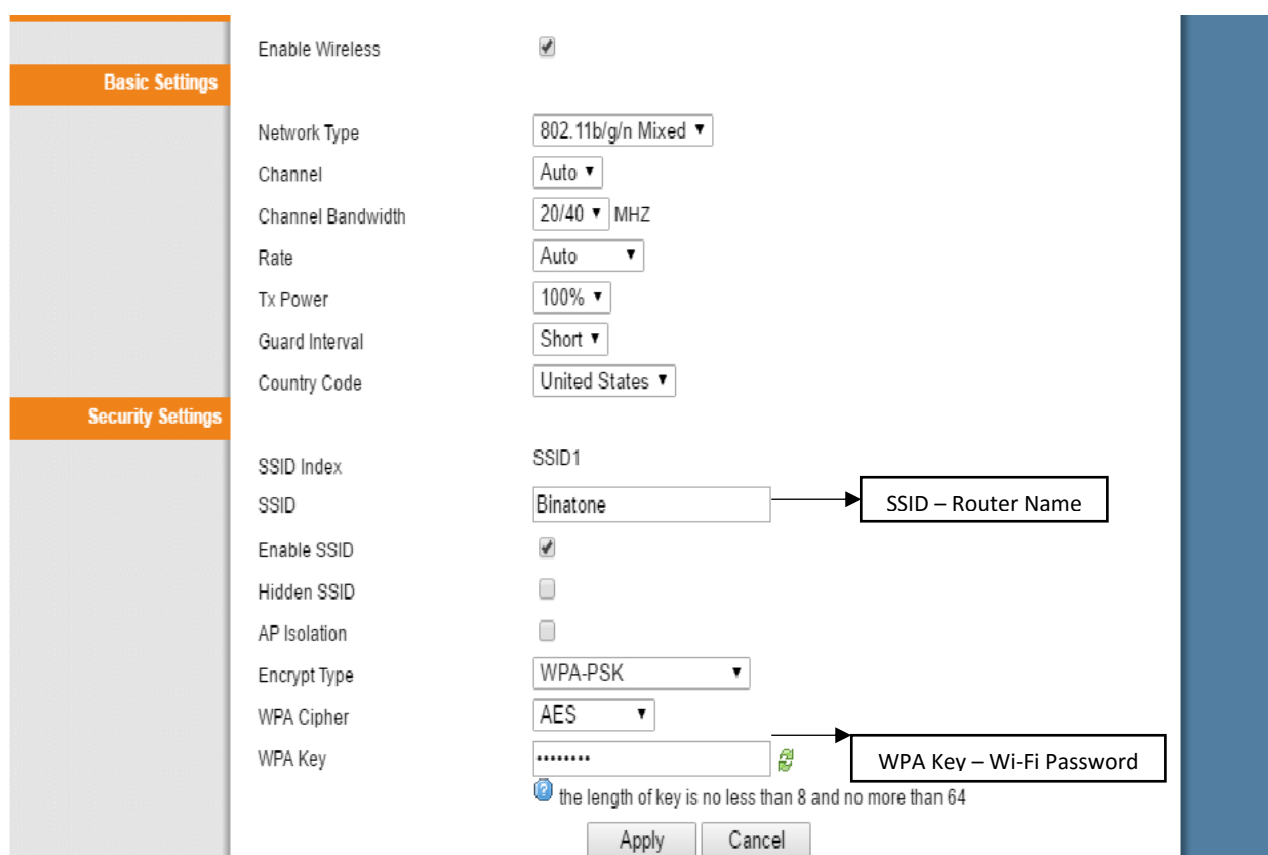 Enable Wireless
Basic Settings
Network Type 802.11b/g/n Mixed
Channel Auto
Channel Bandwidth 20/40 MHZ
Rate Auto
Tx Power 100%
Guard Interval Short
Country Code United States
Security Settings
SSID Index SSID1
SSID Binatone SSID – Router Name
Enable SSID
Hidden SSID
AP Isolation
Encrypt Type WPA-PSK
WPA Cipher AES
WPA Key •••••••• WPA Key – Wi-Fi Password
the length of key is no less than 8 and no more than 64
Apply Cancel